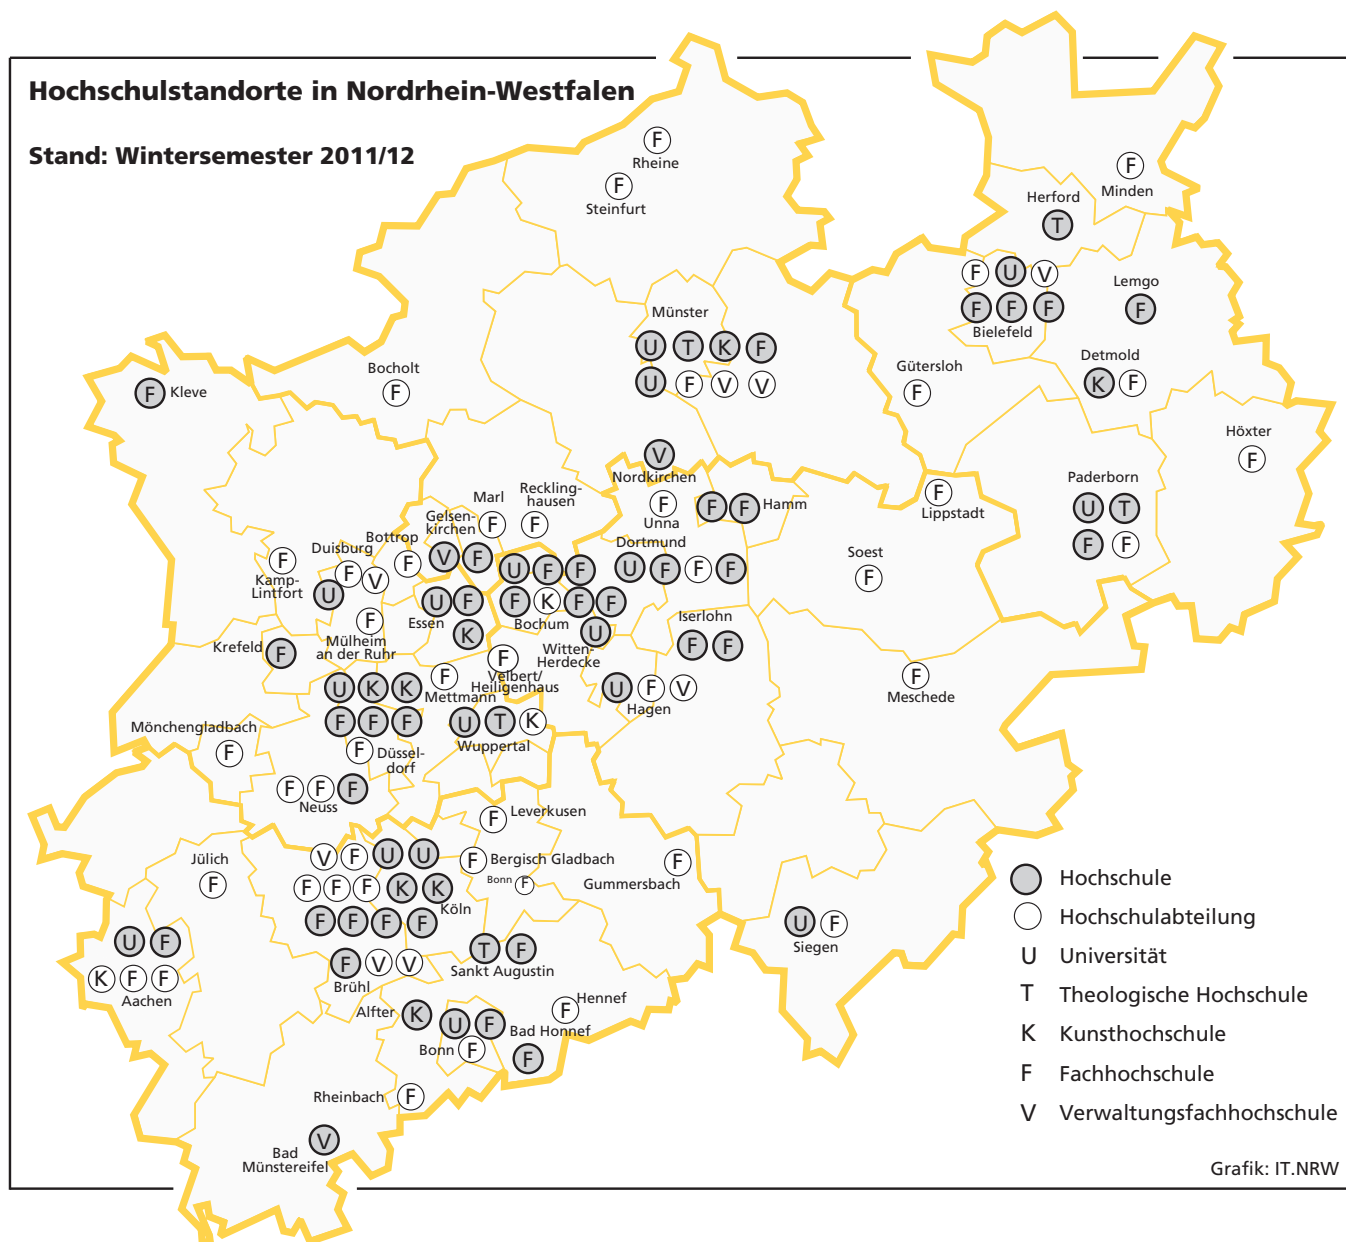 Hochschulstandorte in Nordrhein-Westfalen
Stand: Wintersemester 2011/12
F
Rheine
F
Steinfurt
F
Minden
Herford
T
F U V
F F F
Bielefeld
Lemgo
F
Detmold
K F
Gütersloh
F
Höxter
F
Münster
U T K F
U F V V
Bocholt
F
F Kleve
V
Nordkirchen
F
Unna
F F Hamm
F
Lippstadt
Paderborn
U T
F F
Soest
F
Marl
F
Reckling-
hausen
F
Gelsen-
kirchen
V F
Bottrop
F
Duisburg
F V
U
F
Kamp-
Lintfort
F
Mülheim
an der Ruhr
U F
Essen
K
U F F
F K F F
Bochum
Dortmund
U F F F
U
Witten-
Herdecke
Iserlohn
F F
Krefeld F
F
Velbert/
Heiligenhaus
F
Mettmann
U F V
Hagen
F
Meschede
U K K
F F F
F
Düssel-
dorf
U T K
Wuppertal
Mönchengladbach
F
F F F
Neuss
F Leverkusen
F Bergisch Gladbach
Bonn F
F
Gummersbach
Jülich
F
V F U U
F F F K K
Köln
F F F F
U F
K F F
Aachen
U F
Siegen
F V V
Brühl
T F
Sankt Augustin
Alfter K
U F
Bonn F
Hennef
F
Bad Honnef
F
Rheinbach F
V
Bad
Münstereifel
Hochschule
Hochschulabteilung
U Universität
T Theologische Hochschule
K Kunsthochschule
F Fachhochschule
V Verwaltungsfachhochschule
Grafik: IT.NRW